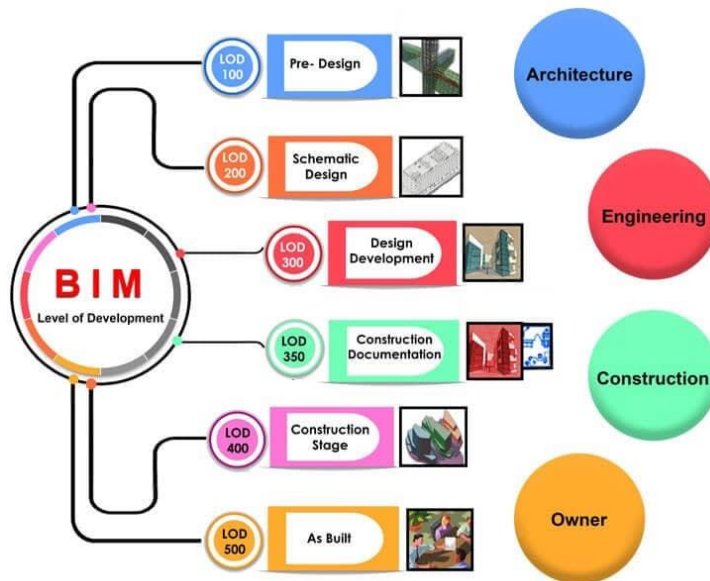 LOD
100
Pre- Design
Architecture
LOD
200
Schematic
Design
Engineering
LOD
300
Design
Development
BIM
Level of Development
LOD
350
Construction
Documentation
Construction
LOD
400
Construction
Stage
LOD
500
As Built
Owner